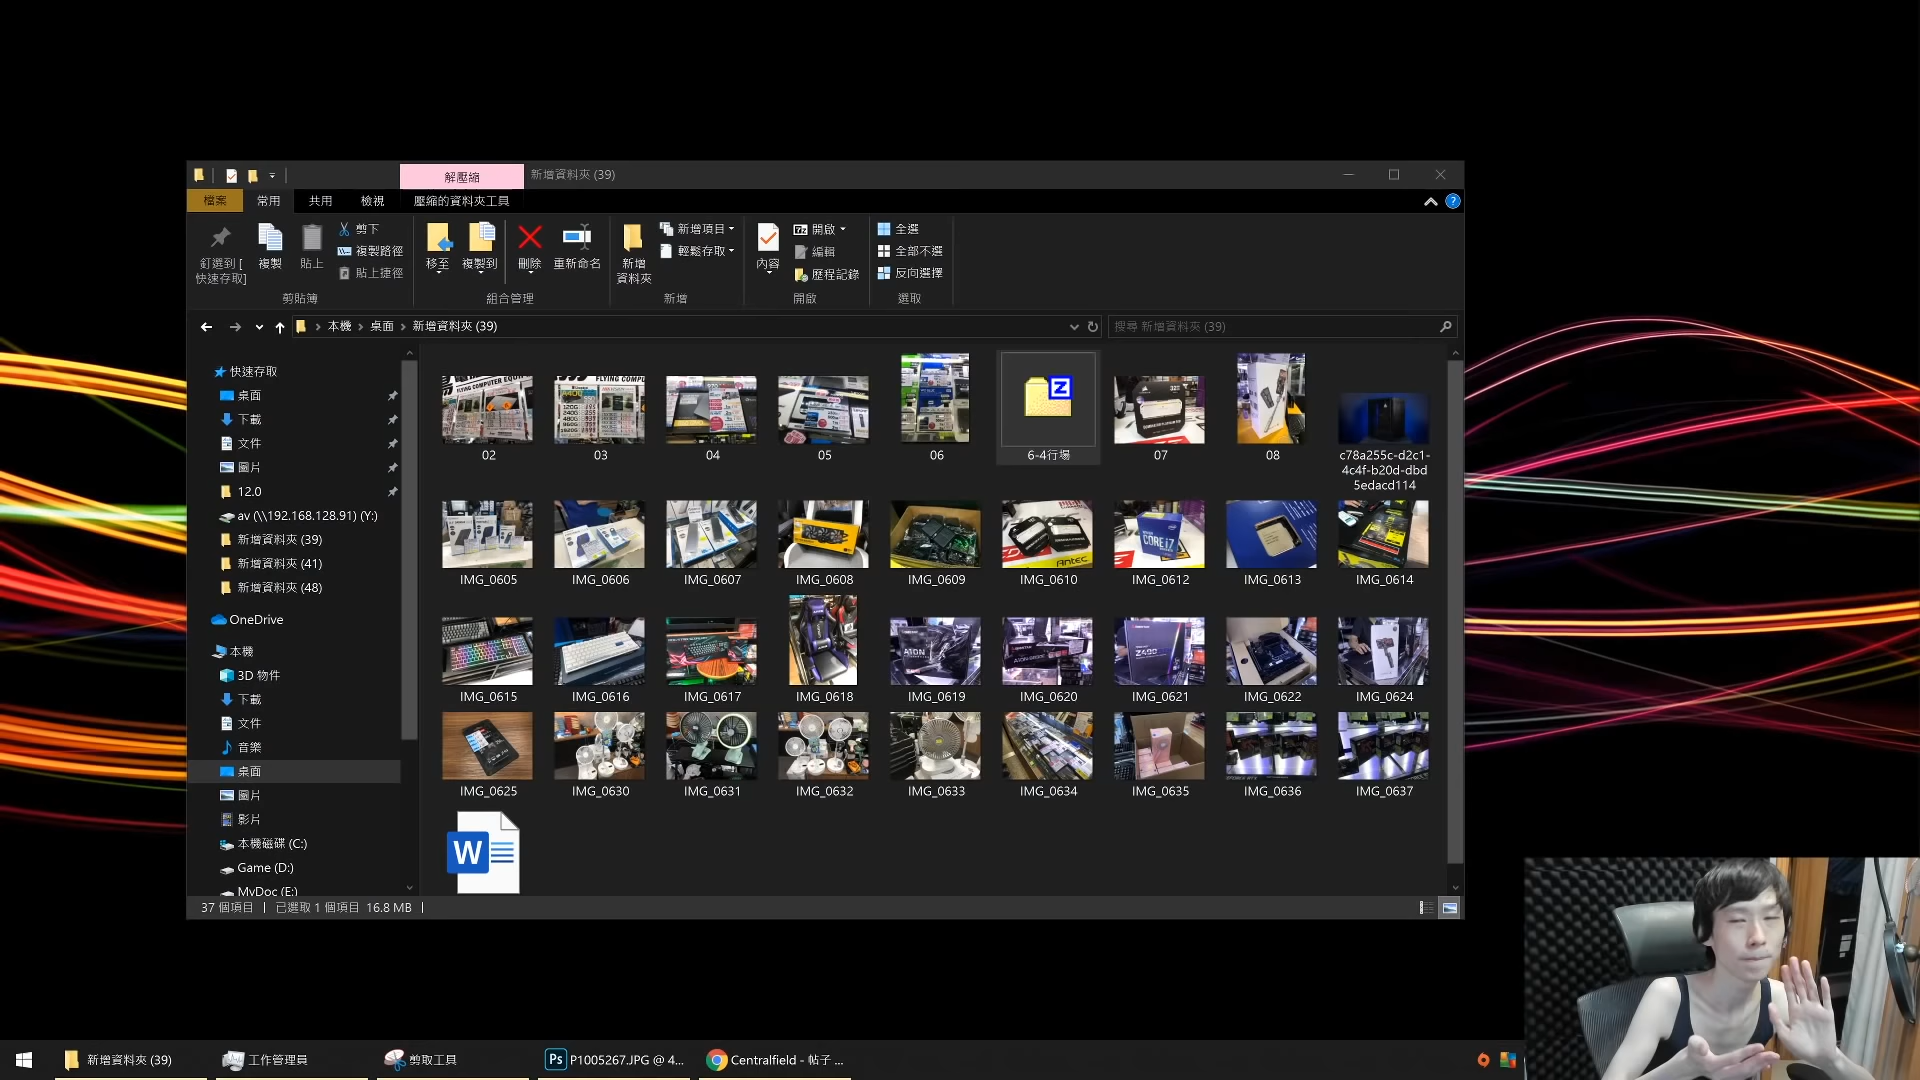 解壓縮
新增資料夾 (39)
檔案
常用
共用
檢視
壓縮的資料夾工具
釘選到 [
快速存取]
複製
貼上
剪下
複製路徑
貼上捷徑
剪貼簿
移至
複製到
刪除
重新命名
組合管理
新增
資料夾
新增項目
輕鬆存取
新增
內容
開啟
編輯
歷程記錄
開啟
全選
全部不選
反向選擇
選取
本機
桌面
新增資料夾 (39)
搜尋 新增資料夾 (39)
快速存取
桌面
下載
文件
圖片
12.0
av (\\192.168.128.91) (Y:)
新增資料夾 (39)
新增資料夾 (41)
新增資料夾 (48)
OneDrive
本機
3D 物件
下載
文件
音樂
桌面
圖片
影片
本機磁碟 (C:)
Game (D:)
MyDoc (E:)
02
03
04
05
06
6-4行場
07
08
c78a255c-d2c1-
4c4f-b20d-dbd
5edacd114
IMG_0605
IMG_0606
IMG_0607
IMG_0608
IMG_0609
IMG_0610
IMG_0612
IMG_0613
IMG_0614
IMG_0615
IMG_0616
IMG_0617
IMG_0618
IMG_0619
IMG_0620
IMG_0621
IMG_0622
IMG_0624
IMG_0625
IMG_0630
IMG_0631
IMG_0632
IMG_0633
IMG_0634
IMG_0635
IMG_0636
IMG_0637
W
37 個項目
已選取 1 個項目 16.8 MB
新增資料夾 (39)
工作管理員
剪取工具
Ps
P1005267.JPG @ 4...
Centralfield - 帖子 ...